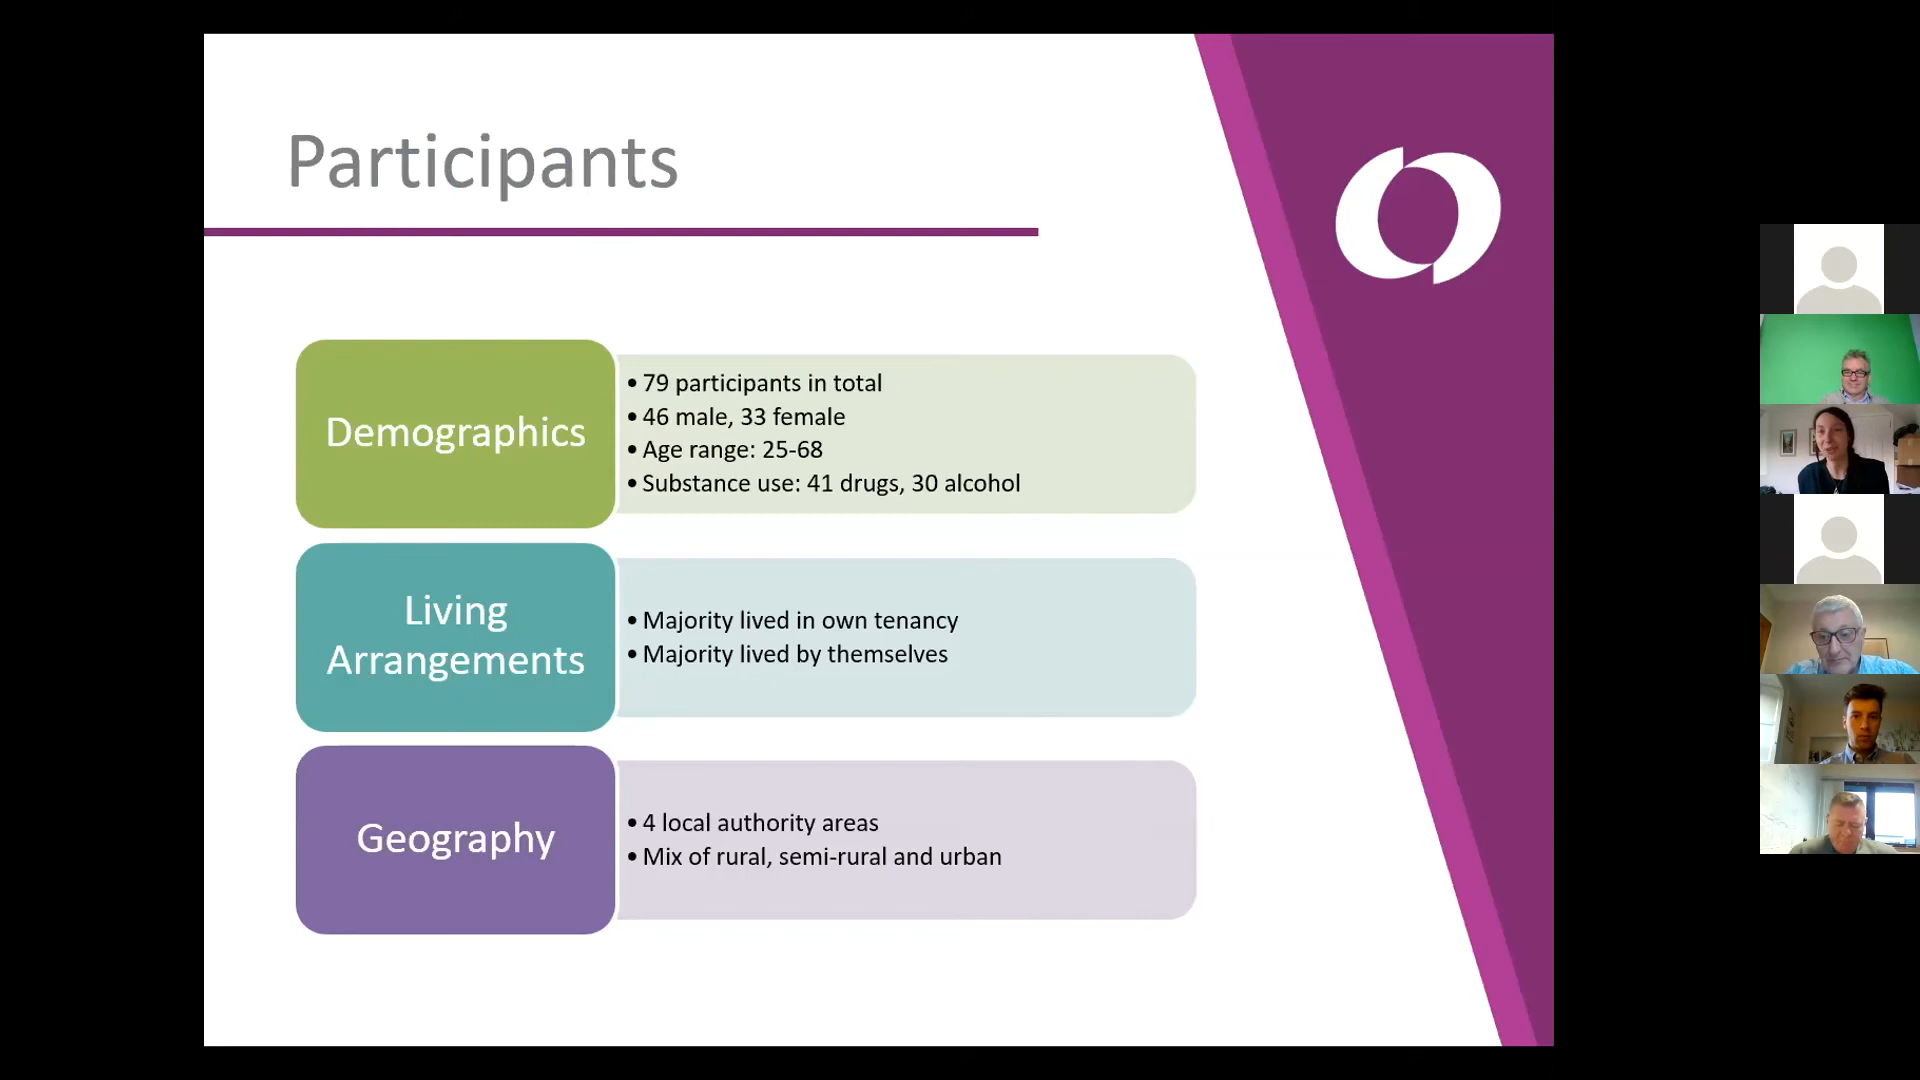 Participants
Demographics
• 79 participants in total
• 46 male, 33 female
• Age range: 25-68
• Substance use: 41 drugs, 30 alcohol
Living
Arrangements
• Majority lived in own tenancy
• Majority lived by themselves
Geography
• 4 local authority areas
• Mix of rural, semi-rural and urban